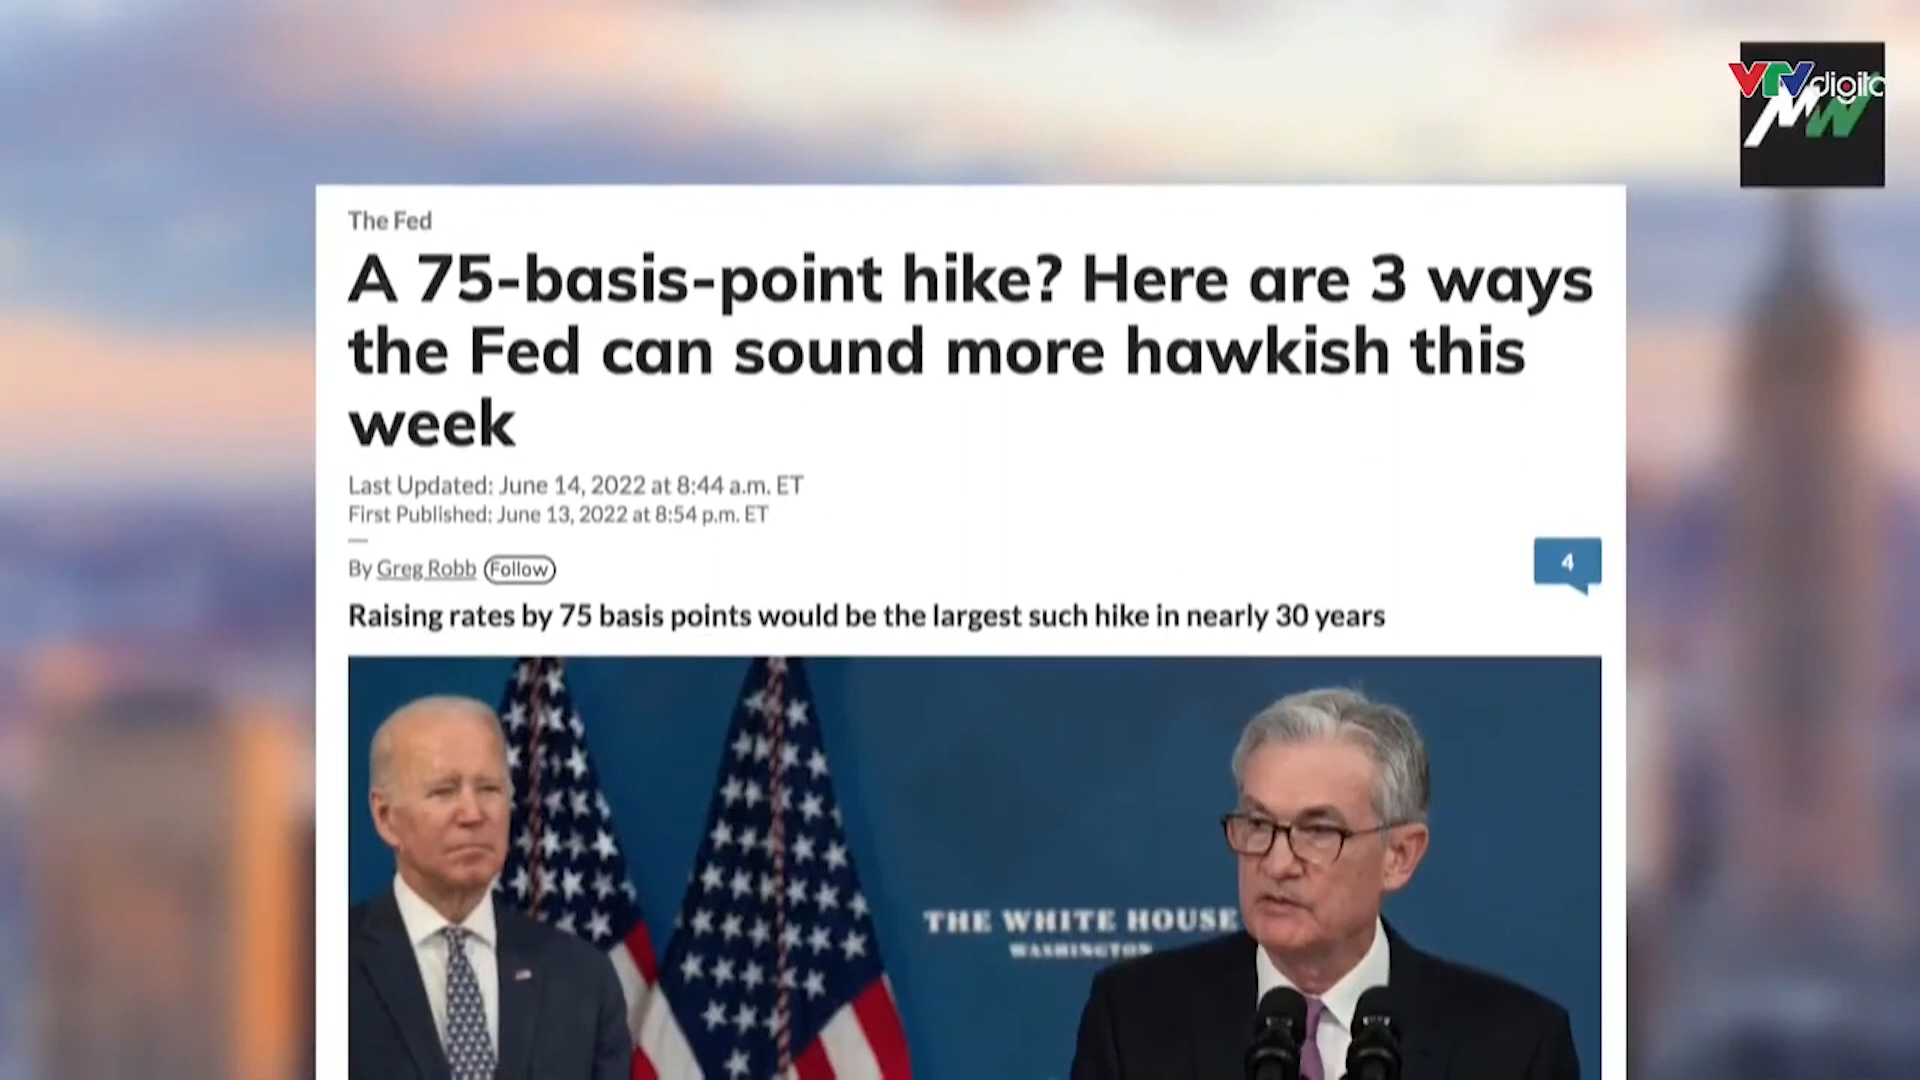 VTV digita
MW
The Fed
A 75-basis-point hike? Here are 3 ways
the Fed can sound more hawkish this
week
Last Updated: June 14, 2022 at 8:44 a.m. ET
First Published: June 13, 2022 at 8:54 p.m. ET
By Greg Robb Follow
4
Raising rates by 75 basis points would be the largest such hike in nearly 30 years
THE WHITE HOUSE
WASHINGTON